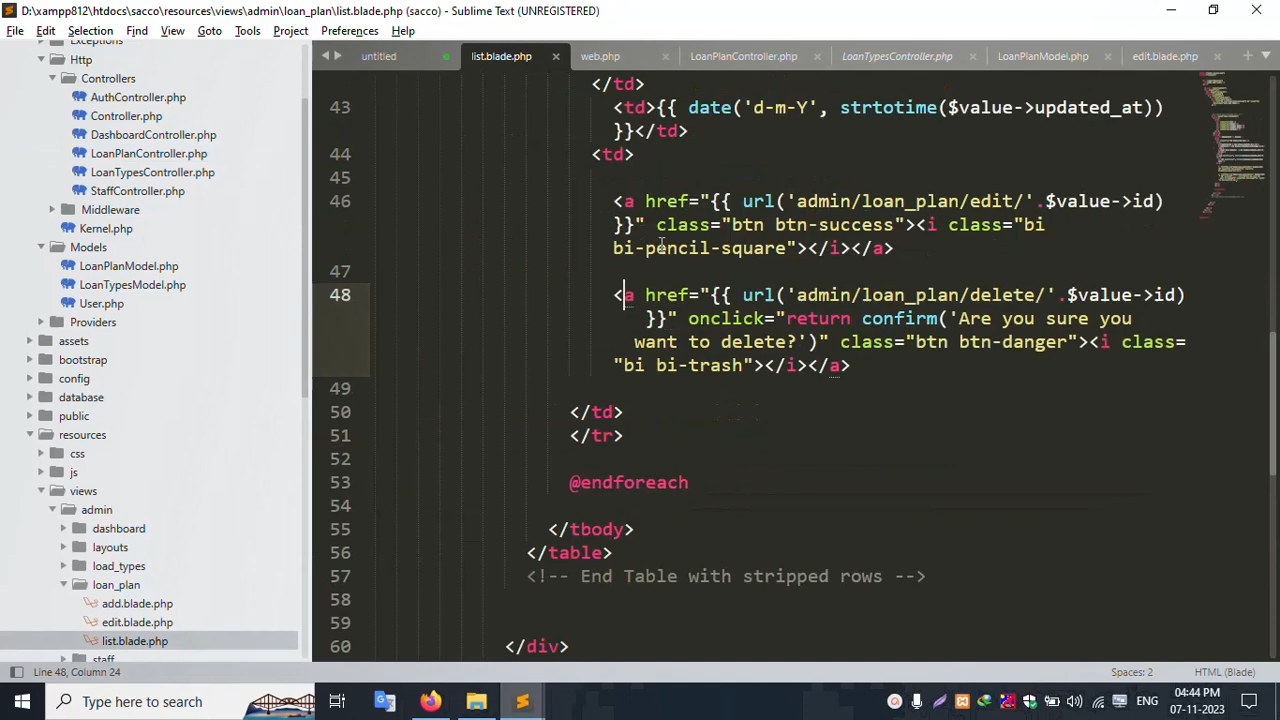 D:\xampp812\htdocs\sacco\resources\views\admin\loan_plan\list.blade.php (sacco) - Sublime Text (UNREGISTERED)
File Edit Selection Find View Goto Tools Project Preferences Help
untitled list.blade.php web.php LoanPlanController.php LoanTypesController.php LoanPlanModel.php edit.blade.php
Exceptions
Http
Controllers
AuthController.php
Controller.php
DashboardController.php
LoanPlanController.php
LoanTypesController.php
StaffController.php
Middleware
Kernel.php
Models
LoanPlanModel.php
LoanTypesModel.php
User.php
Providers
assets
bootstrap
config
database
public
resources
css
js
views
admin
dashboard
layouts
load_types
loan_plan
add.blade.php
edit.blade.php
list.blade.php
staff
</td>
43 <td>{{ date('d-m-Y', strtotime($value->updated_at))
}}</td>
44 <td>
45
46 <a href="{{ url('admin/loan_plan/edit/'.$value->id)
}}" class="btn btn-success"><i class="bi
bi-pencil-square"></i></a>
47
48 <a href="{{ url('admin/loan_plan/delete/'.$value->id)
}}" onclick="return confirm('Are you sure you
want to delete?')" class="btn btn-danger"><i class=
"bi bi-trash"></i></a>
49
50 </td>
51 </tr>
52
53 @endforeach
54
55 </tbody>
56 </table>
57 <!-- End Table with stripped rows -->
58
59
60 </div>
Line 48, Column 24 Spaces: 2 HTML (Blade)
Type here to search ENG 04:44 PM
07-11-2023